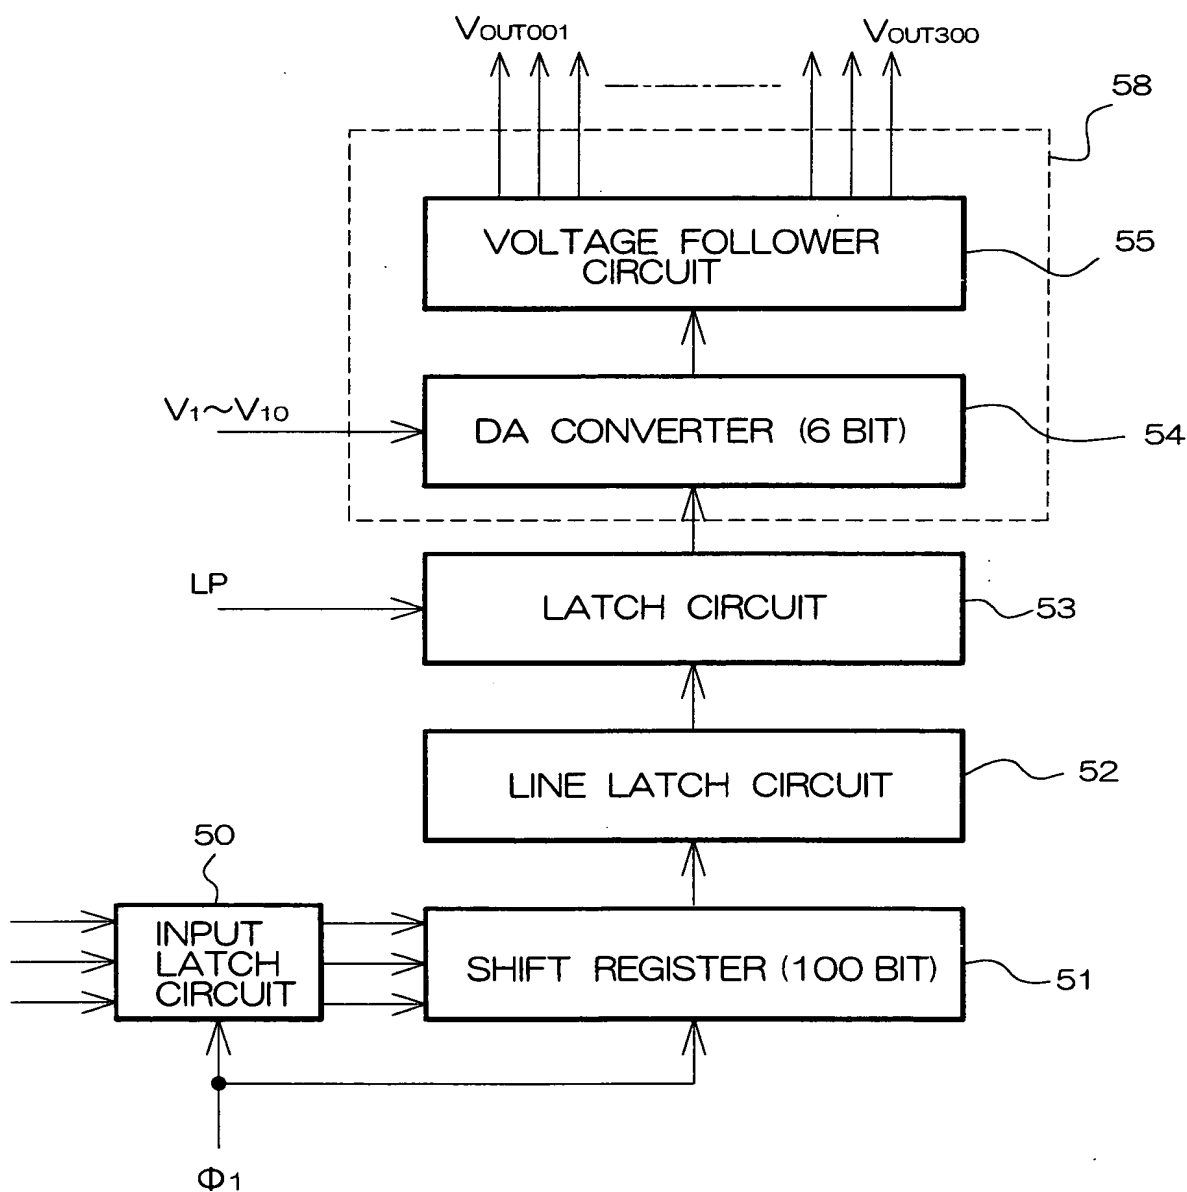 VOUT001
VOUT300
58
VOLTAGE FOLLOWER
CIRCUIT
55
V1～V10
DA CONVERTER (6 BIT)
54
LP
LATCH CIRCUIT
53
LINE LATCH CIRCUIT
52
50
INPUT
LATCH
CIRCUIT
SHIFT REGISTER (100 BIT)
51
Φ1